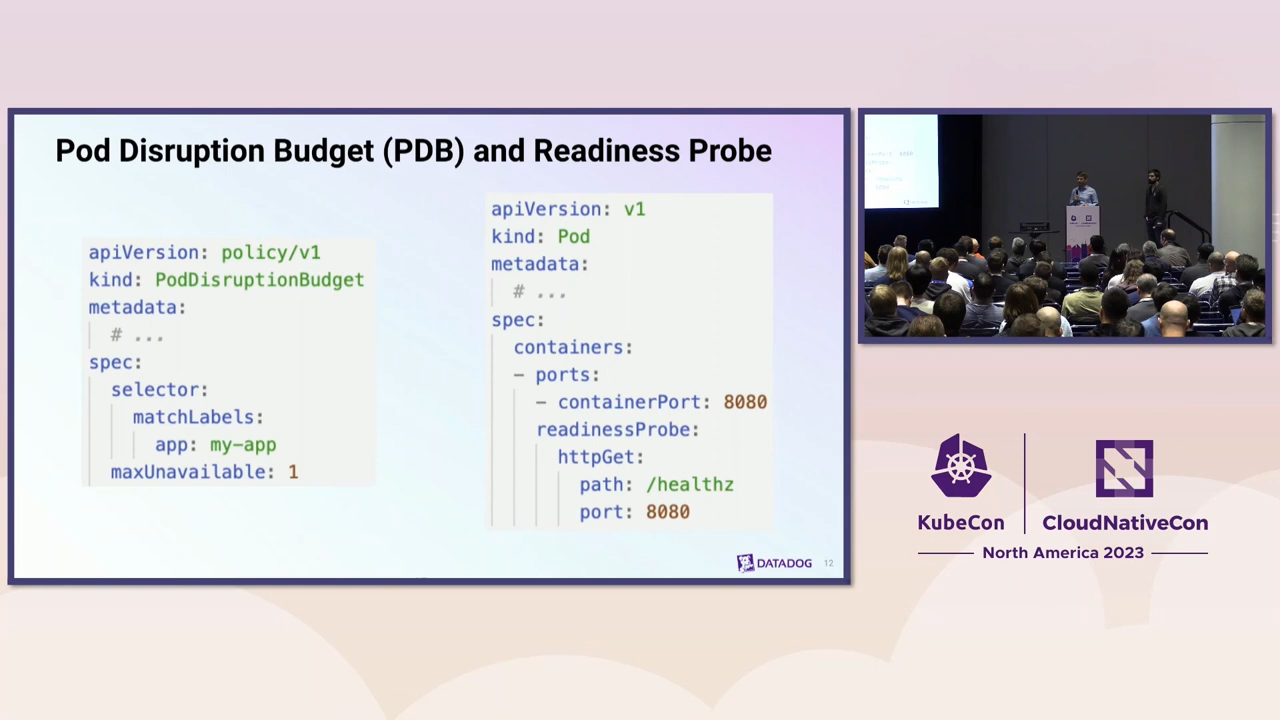 Pod Disruption Budget (PDB) and Readiness Probe
apiVersion: policy/v1
kind: PodDisruptionBudget
metadata:
# ...
spec:
selector:
matchLabels:
app: my-app
maxUnavailable: 1
apiVersion: v1
kind: Pod
metadata:
# ...
spec:
containers:
- ports:
- containerPort: 8080
readinessProbe:
httpGet:
path: /healthz
port: 8080
DATADOG
12
KubeCon
CloudNativeCon
North America 2023